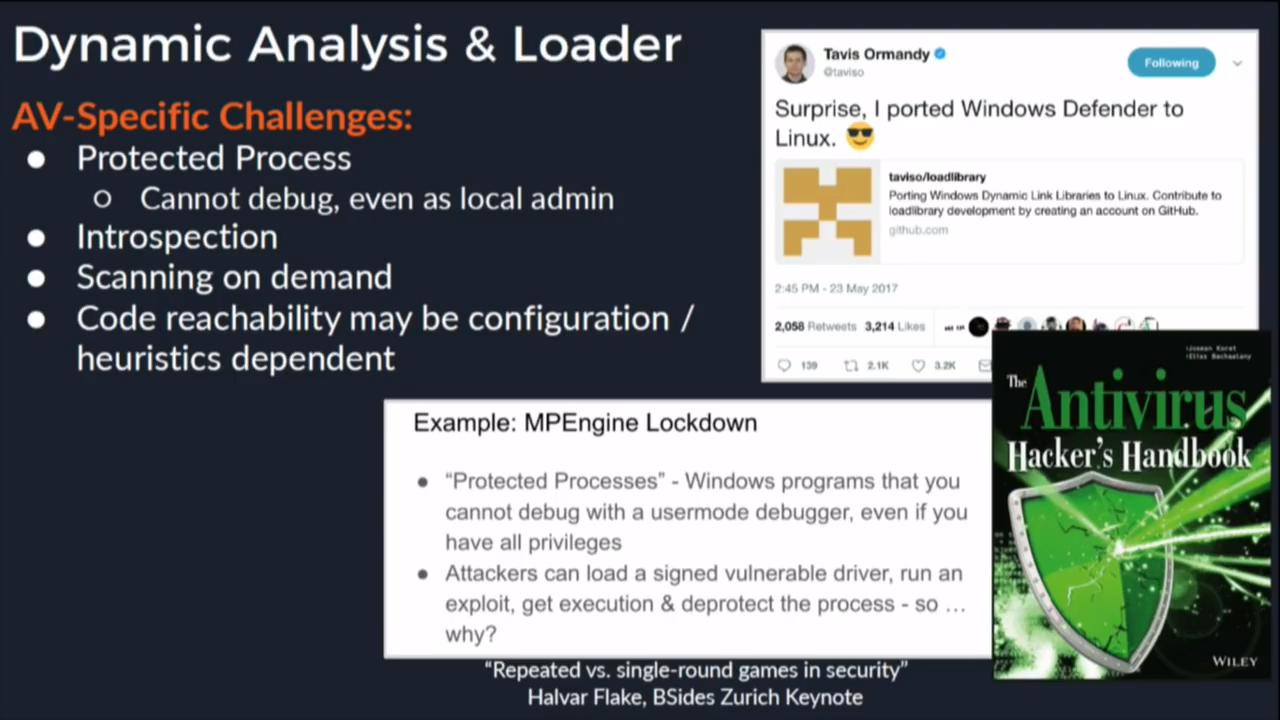 Dynamic Analysis & Loader
AV-Specific Challenges:
● Protected Process
○ Cannot debug, even as local admin
● Introspection
● Scanning on demand
● Code reachability may be configuration /
heuristics dependent
Tavis Ormandy
@taviso
Following
Surprise, I ported Windows Defender to
Linux. 😎
taviso/loadlibrary
Porting Windows Dynamic Link Libraries to Linux. Contribute to
loadlibrary development by creating an account on GitHub.
github.com
2:45 PM - 23 May 2017
2,058 Retweets 3,214 Likes
139 2.1K 3.2K
Example: MPEngine Lockdown
● “Protected Processes” - Windows programs that you
cannot debug with a usermode debugger, even if you
have all privileges
● Attackers can load a signed vulnerable driver, run an
exploit, get execution & deprotect the process - so …
why?
“Repeated vs. single-round games in security”
Halvar Flake, BSides Zurich Keynote
Joxean Koret
Elias Bachaalany
The
Antivirus
Hacker's Handbook
WILEY